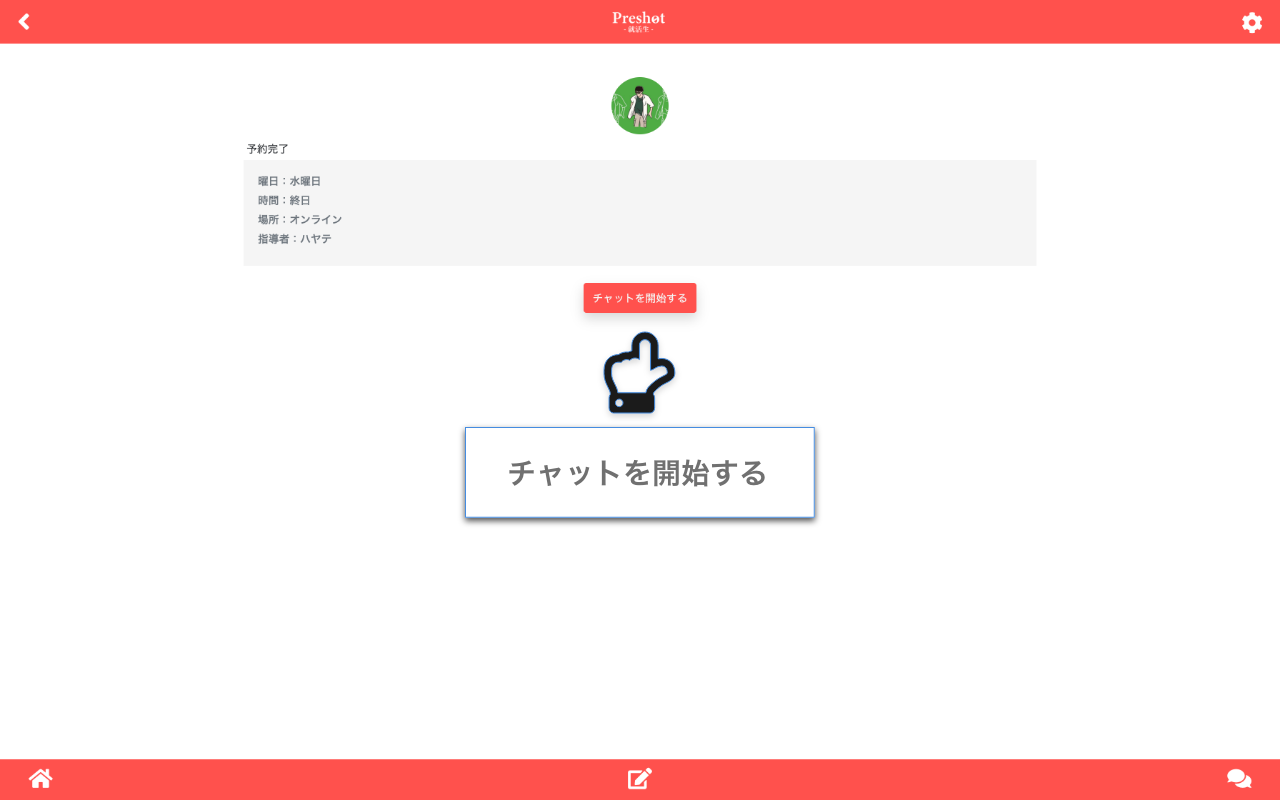 Preshot
- 就活生 -
予約完了
曜日：水曜日
時間：終日
場所：オンライン
指導者：ハヤテ
チャットを開始する
チャットを開始する